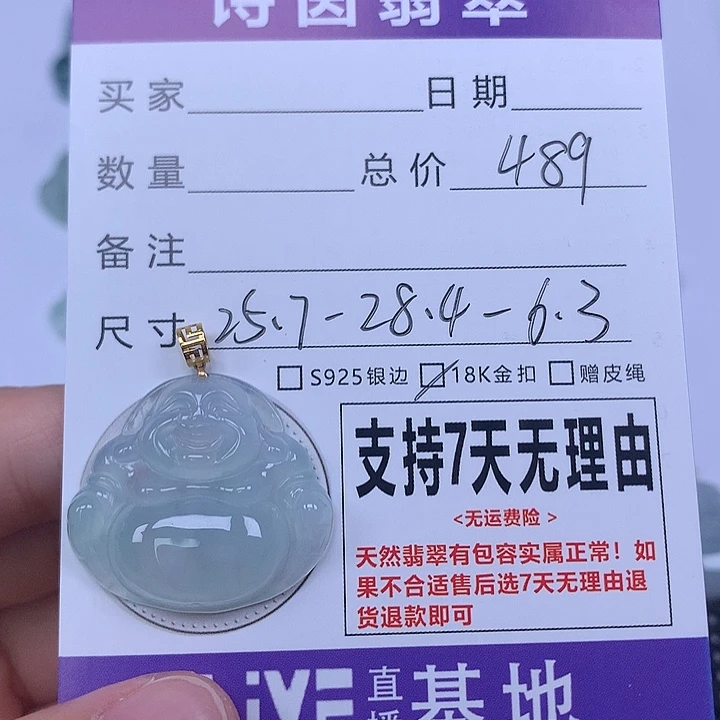 诗茵翡翠
买家 日期
数量 总价 489
备注
尺寸 25.7-28.4-6.3
□S925银边 ☑18K金扣 □赠皮绳
支持7天无理由
<无运费险 >
天然翡翠有包容实属正常！如
果不合适售后选7天无理由退
货退款即可
LiVE 直播 基地